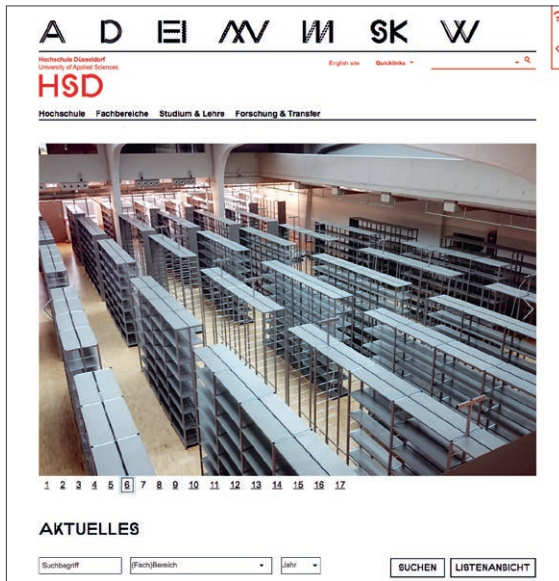 A D EI /XV IM SK W
Hochschule Düsseldorf
University of Applied Sciences
HSD
English site Quicklinks
Hochschule Fachbereiche Studium & Lehre Forschung & Transfer
1 2 3 4 5 6 7 8 9 10 11 12 13 14 15 16 17
AKTUELLES
Suchbegriff (Fach)Bereich Jahr SUCHEN LISTENANSICHT